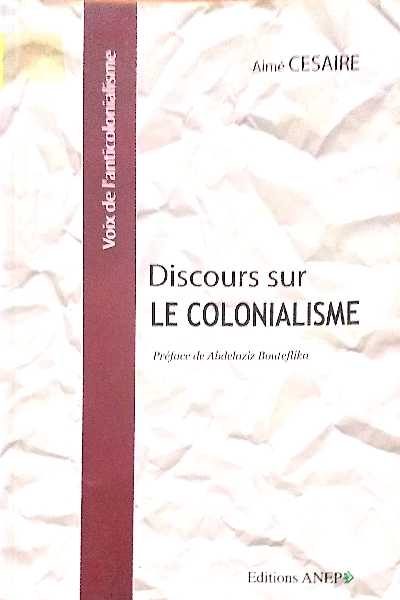 Aimé CESAIRE
Voix de l'anticolonialisme
Discours sur
LE COLONIALISME
Préface de Abdelaziz Bouteflika
Editions ANEP